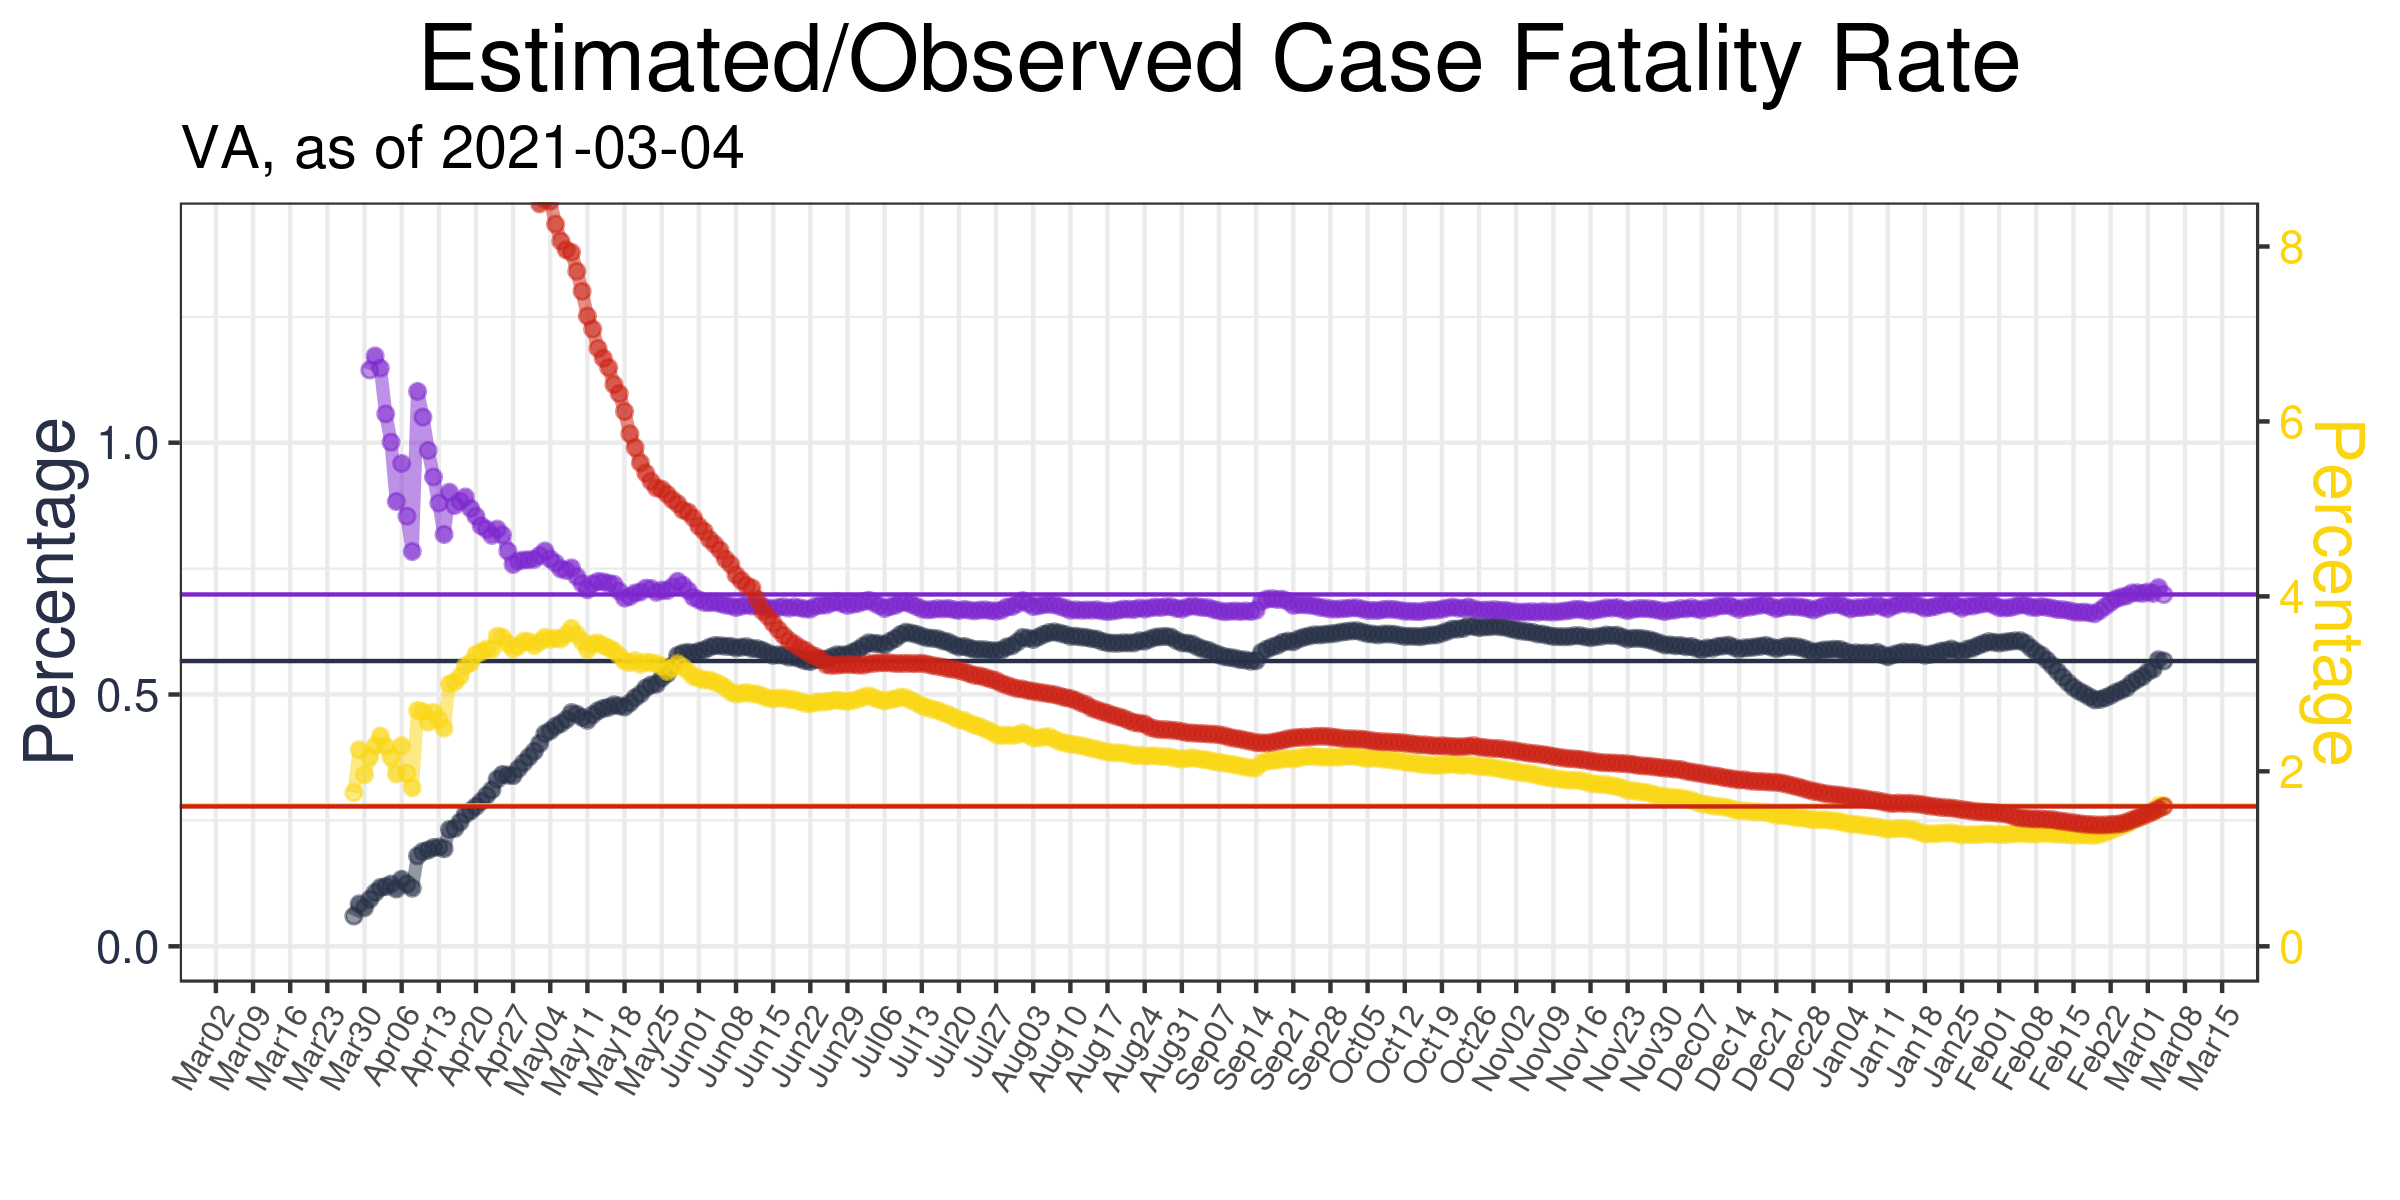 Estimated/Observed Case Fatality Rate
VA, as of 2021-03-04
Percentage
1.0
0.5
0.0
8
6
4
2
0
Percentage
Mar02
Mar09
Mar16
Mar23
Mar30
Apr06
Apr13
Apr20
Apr27
May04
May11
May18
May25
Jun01
Jun08
Jun15
Jun22
Jun29
Jul06
Jul13
Jul20
Jul27
Aug03
Aug10
Aug17
Aug24
Aug31
Sep07
Sep14
Sep21
Sep28
Oct05
Oct12
Oct19
Oct26
Nov02
Nov09
Nov16
Nov23
Nov30
Dec07
Dec14
Dec21
Dec28
Jan04
Jan11
Jan18
Jan25
Feb01
Feb08
Feb15
Feb22
Mar01
Mar08
Mar15